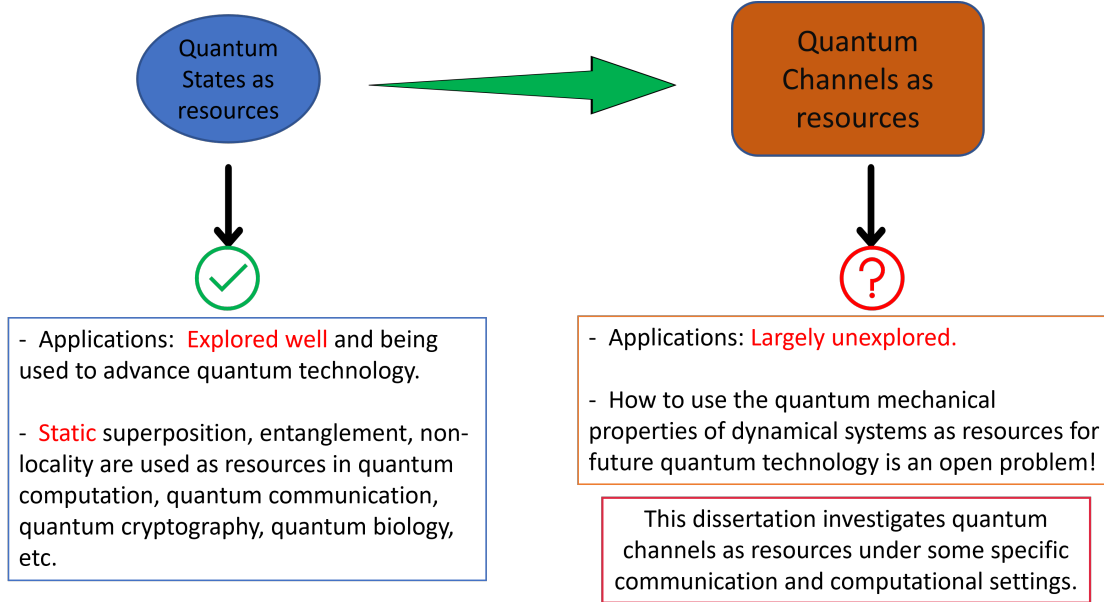 Quantum
States as
resources
Quantum
Channels as
resources
- Applications: Explored well and being
used to advance quantum technology.
- Static superposition, entanglement, non-
locality are used as resources in quantum
computation, quantum communication,
quantum cryptography, quantum biology,
etc.
- Applications: Largely unexplored.
- How to use the quantum mechanical
properties of dynamical systems as resources for
future quantum technology is an open problem!
This dissertation investigates quantum
channels as resources under some specific
communication and computational settings.